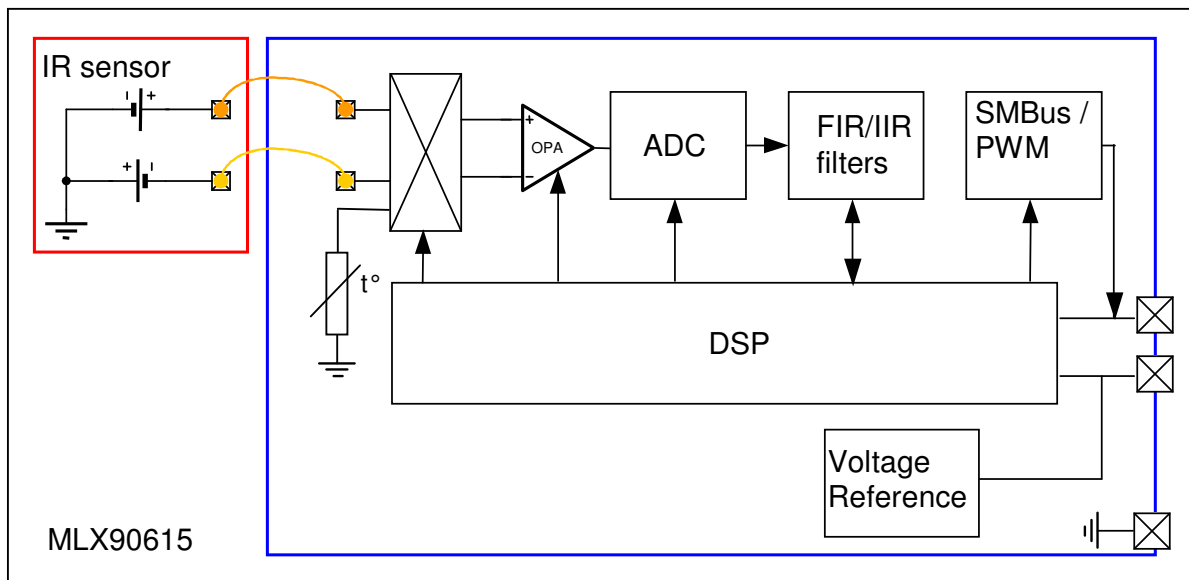 IR sensor
- +
+ -
+
OPA
−
ADC
FIR/IIR
filters
SMBus /
PWM
t°
DSP
Voltage
Reference
MLX90615